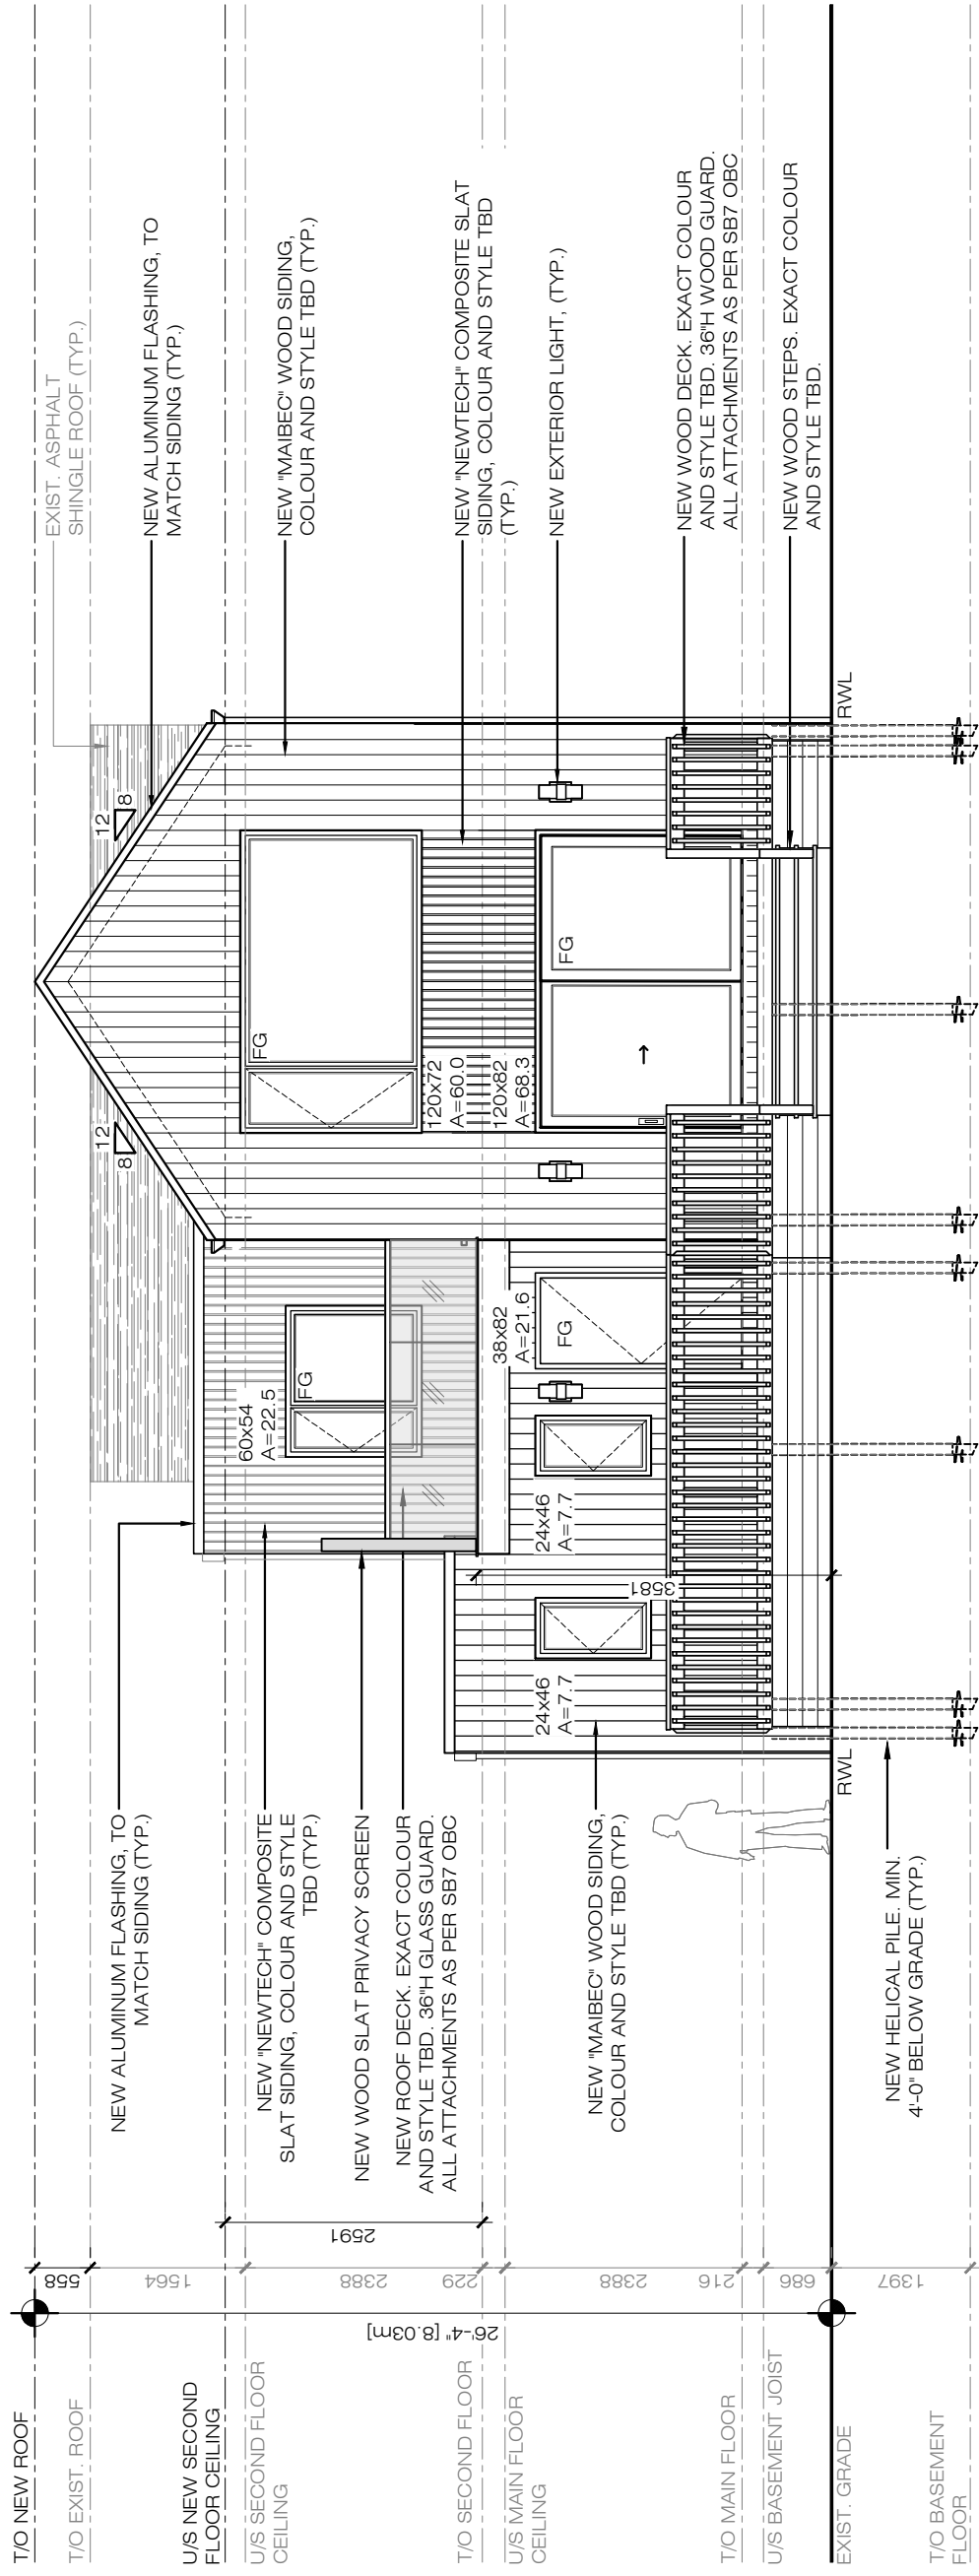 T/O NEW ROOF
T/O EXIST. ROOF
U/S NEW SECOND
FLOOR CEILING
U/S SECOND FLOOR
CEILING
T/O SECOND FLOOR
U/S MAIN FLOOR
CEILING
T/O MAIN FLOOR
U/S BASEMENT JOIST
EXIST. GRADE
T/O BASEMENT
FLOOR
26'-4" [8.03m]
558
1564
2388
229
2388
216
686
1397
2591
NEW ALUMINUM FLASHING, TO
MATCH SIDING (TYP.)
NEW "NEWTECH" COMPOSITE
SLAT SIDING, COLOUR AND STYLE
TBD (TYP.)
NEW WOOD SLAT PRIVACY SCREEN
NEW ROOF DECK. EXACT COLOUR
AND STYLE TBD. 36"H GLASS GUARD.
ALL ATTACHMENTS AS PER SB7 OBC
NEW "MAIBEC" WOOD SIDING,
COLOUR AND STYLE TBD (TYP.)
NEW HELICAL PILE. MIN.
4'-0" BELOW GRADE (TYP.)
RWL
24x46
A=7.7
3581
24x46
A=7.7
60x54
A=22.5
FG
38x82
A=21.6
FG
12
8
120x72
A=60.0
FG
120x82
A=68.3
FG
12
8
RWL
EXIST. ASPHALT
SHINGLE ROOF (TYP.)
NEW ALUMINUM FLASHING, TO
MATCH SIDING (TYP.)
NEW "MAIBEC" WOOD SIDING,
COLOUR AND STYLE TBD (TYP.)
NEW "NEWTECH" COMPOSITE SLAT
SIDING, COLOUR AND STYLE TBD
(TYP.)
NEW EXTERIOR LIGHT, (TYP.)
NEW WOOD DECK. EXACT COLOUR
AND STYLE TBD. 36"H WOOD GUARD.
ALL ATTACHMENTS AS PER SB7 OBC
NEW WOOD STEPS. EXACT COLOUR
AND STYLE TBD.